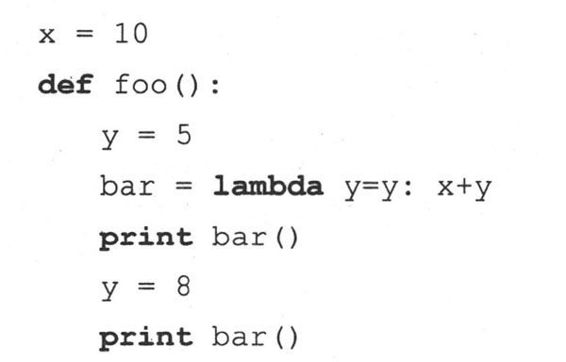 x = 10
def foo():
    y = 5
    bar = lambda y=y: x+y
    print bar()
    y = 8
    print bar()